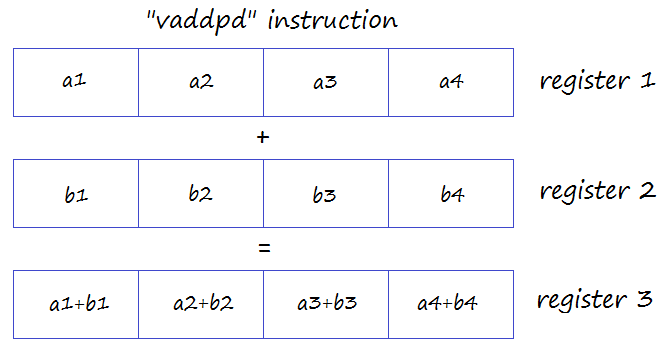 "vaddpd" instruction
a1 a2 a3 a4 register 1
+
b1 b2 b3 b4 register 2
=
a1+b1 a2+b2 a3+b3 a4+b4 register 3